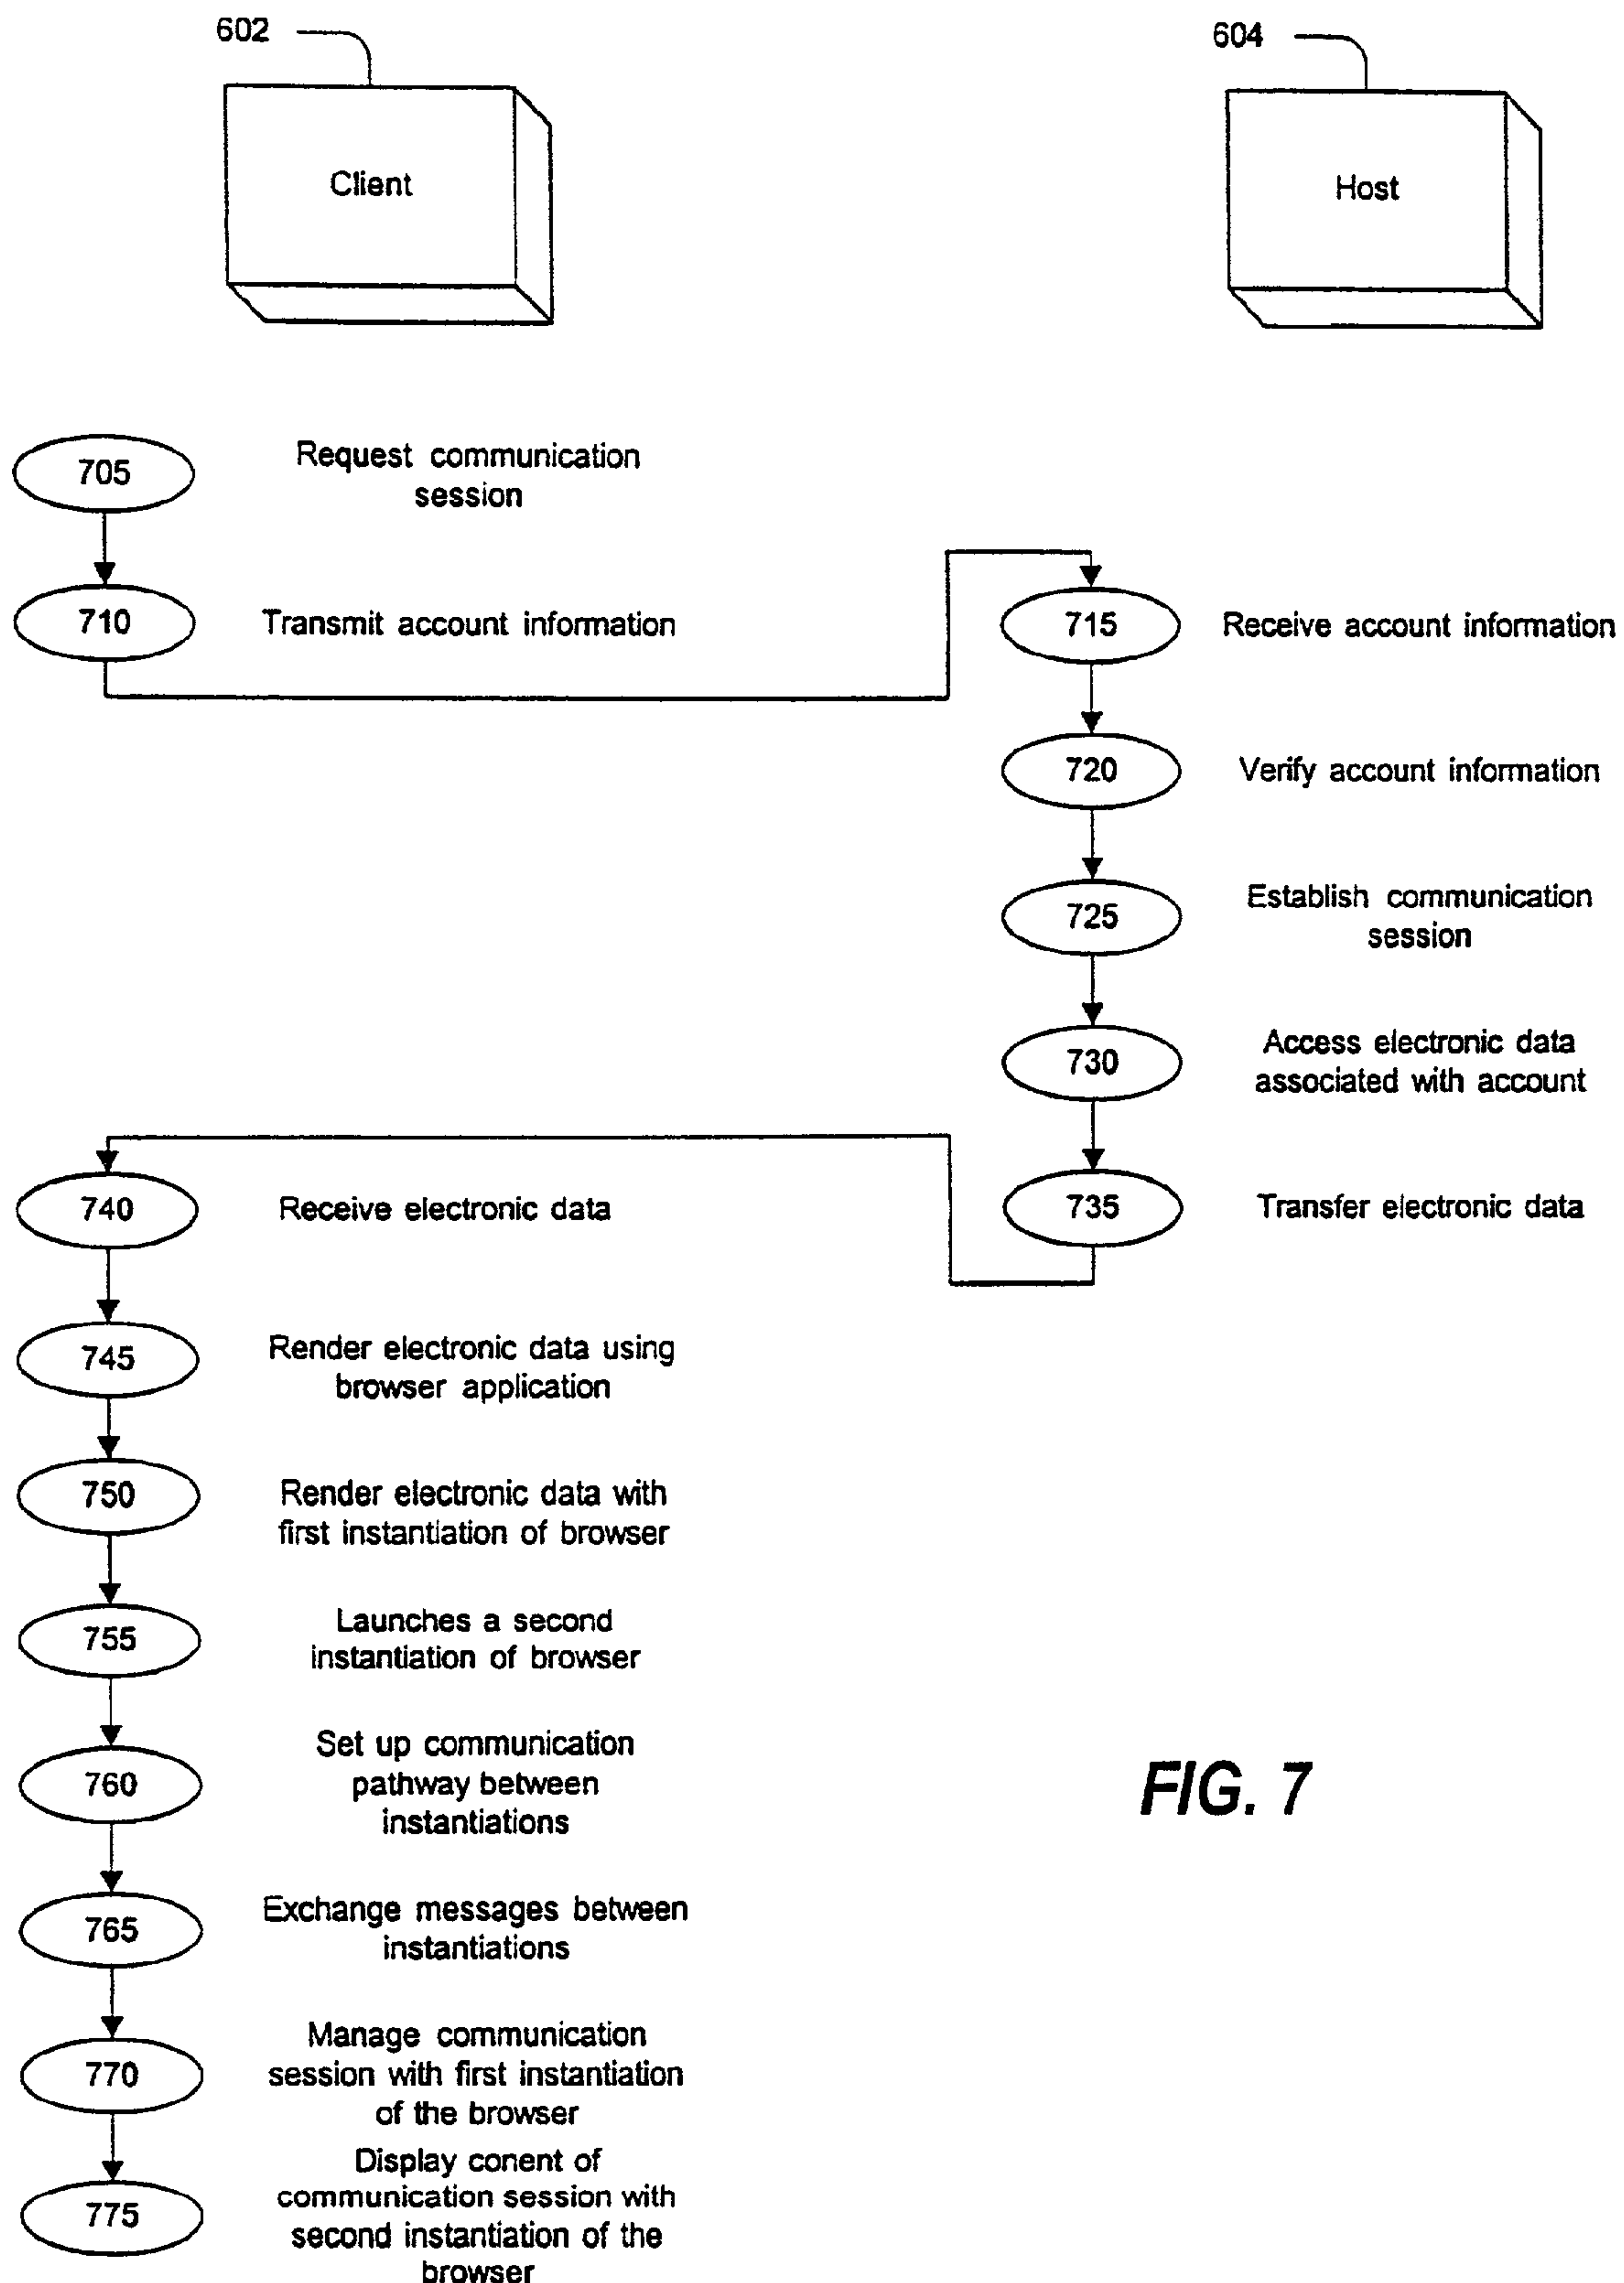 602
604
Client
Host
705
Request communication
session
710
Transmit account information
715
Receive account information
720
Verify account information
725
Establish communication
session
730
Access electronic data
associated with account
735
Transfer electronic data
740
Receive electronic data
745
Render electronic data using
browser application
750
Render electronic data with
first instantiation of browser
755
Launches a second
instantiation of browser
760
Set up communication
pathway between
instantiations
765
Exchange messages between
instantiations
770
Manage communication
session with first instantiation
of the browser
775
Display conent of
communication session with
second instantiation of the
browser
FIG. 7